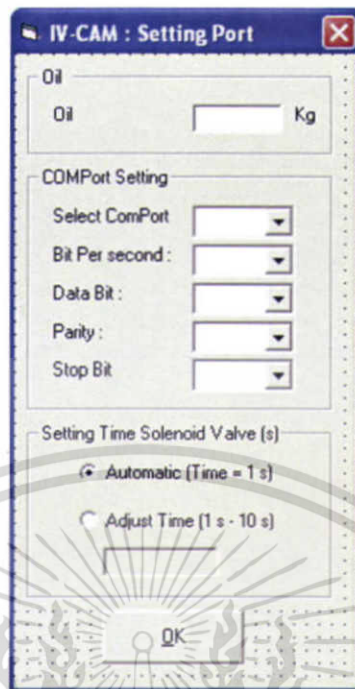 IV-CAM : Setting Port
Oil
Oil Kg
COMPort Setting
Select ComPort
Bit Per second :
Data Bit :
Parity :
Stop Bit
Setting Time Solenoid Valve (s)
Automatic (Time = 1 s)
Adjust Time (1 s - 10 s)
OK